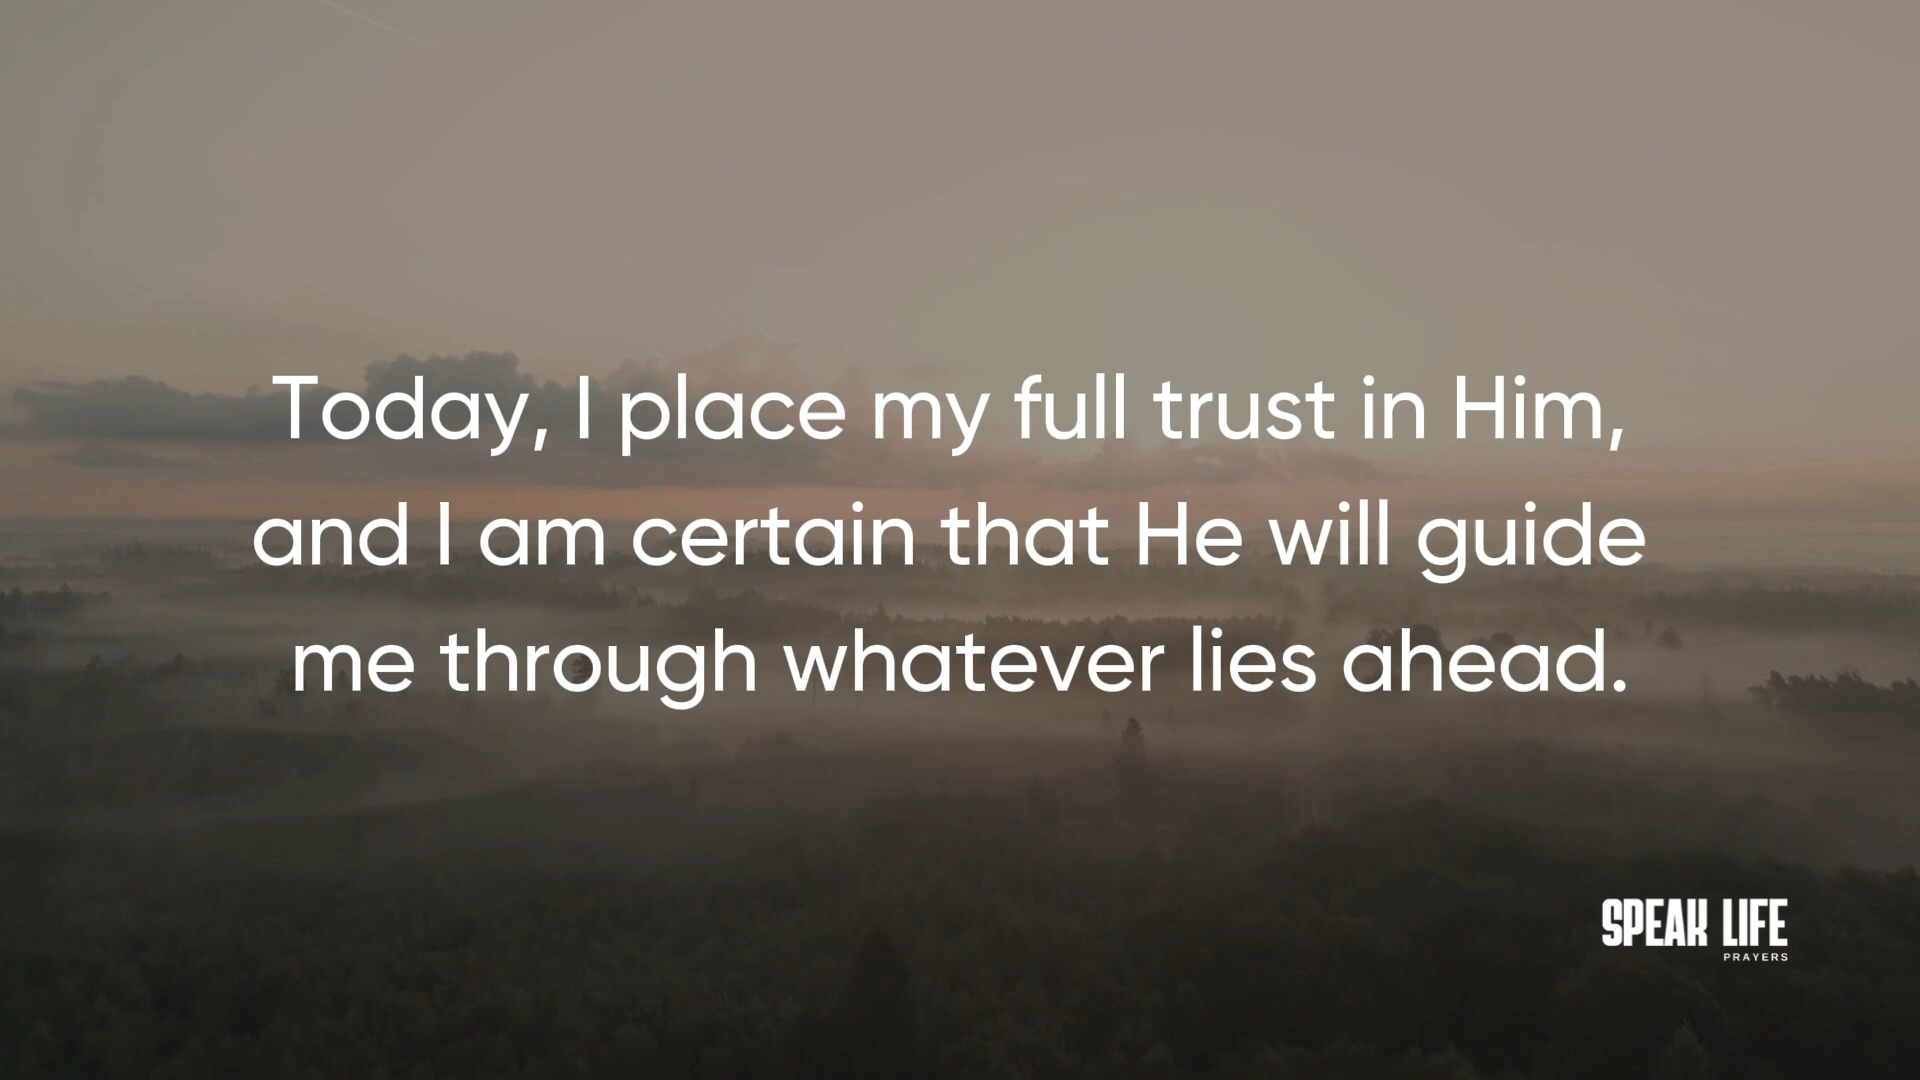 Today, I place my full trust in Him,
and I am certain that He will guide
me through whatever lies ahead.
SPEAK LIFE
PRAYERS